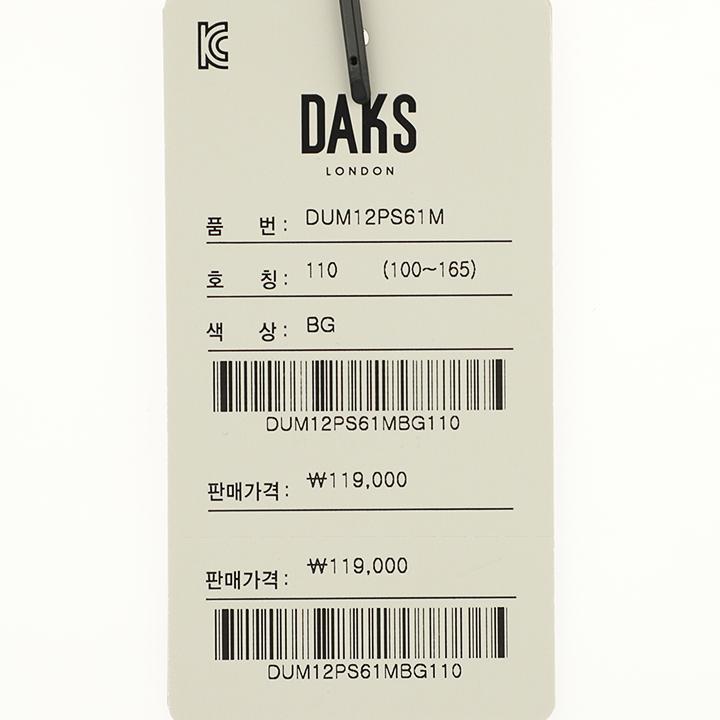 KC
DAKS
LONDON
품 번 : DUM12PS61M
호 칭 : 110 (100~165)
색 상 : BG
DUM12PS61MBG110
판매가격 : ₩119,000
판매가격 : ₩119,000
DUM12PS61MBG110